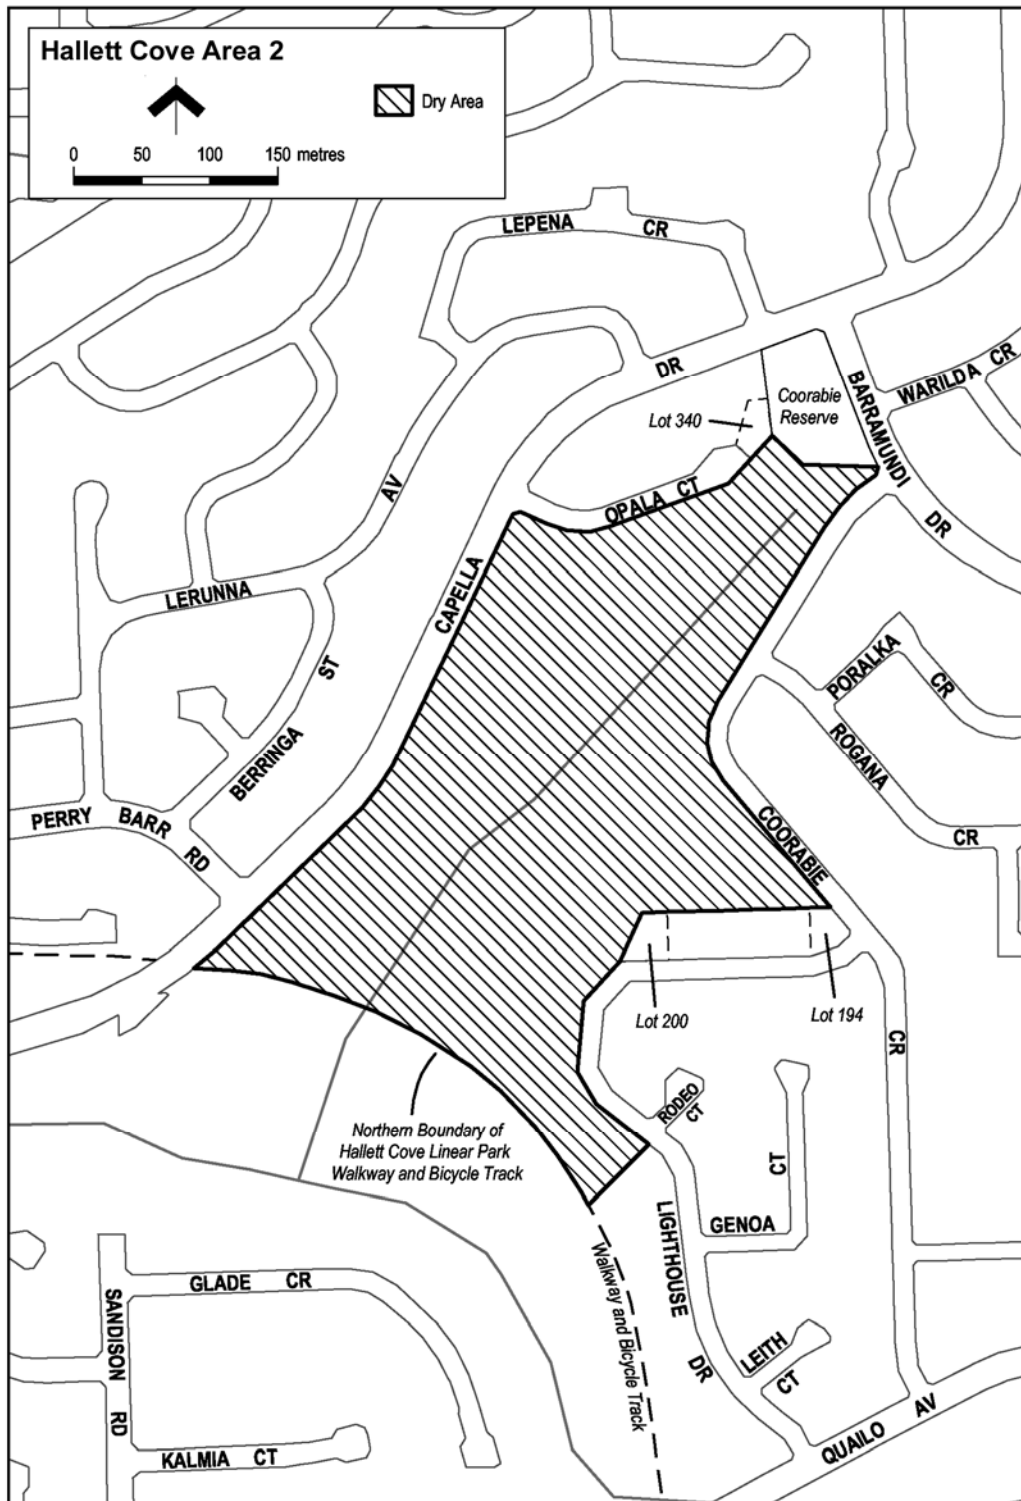 Hallett Cove Area 2
Dry Area
0 50 100 150 metres
LEPENA CR
DR
Coorabie
Reserve
BARRAMUNDI
DR
WARILDA CR
Lot 340
OPALA CT
AV
CAPELLA
LERUNNA
ST
BERRINGA
PERRY BARR RD
PORALKA
CR
ROGANA
CR
COORABIE
CR
Lot 200
Lot 194
RODEO
CT
Northern Boundary of
Hallett Cove Linear Park
Walkway and Bicycle Track
CT
GENOA
LIGHTHOUSE
DR
Walkway and Bicycle Track
GLADE CR
SANDISON
RD
LEITH
CT
KALMIA CT
QUAILO AV